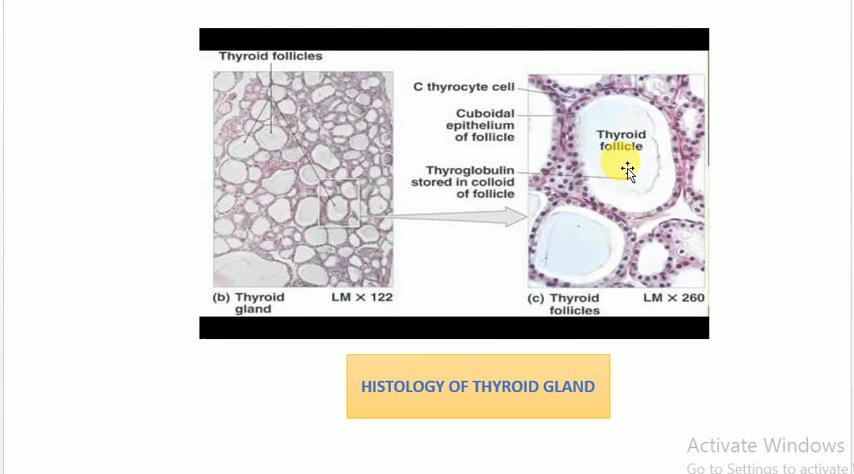 Thyroid follicles
C thyrocyte cell
Cuboidal
epithelium
of follicle
Thyroid
follicle
Thyroglobulin
stored in colloid
of follicle
(b) Thyroid
gland
LM × 122
(c) Thyroid
follicles
LM × 260
HISTOLOGY OF THYROID GLAND
Activate Windows
Go to Settings to activate